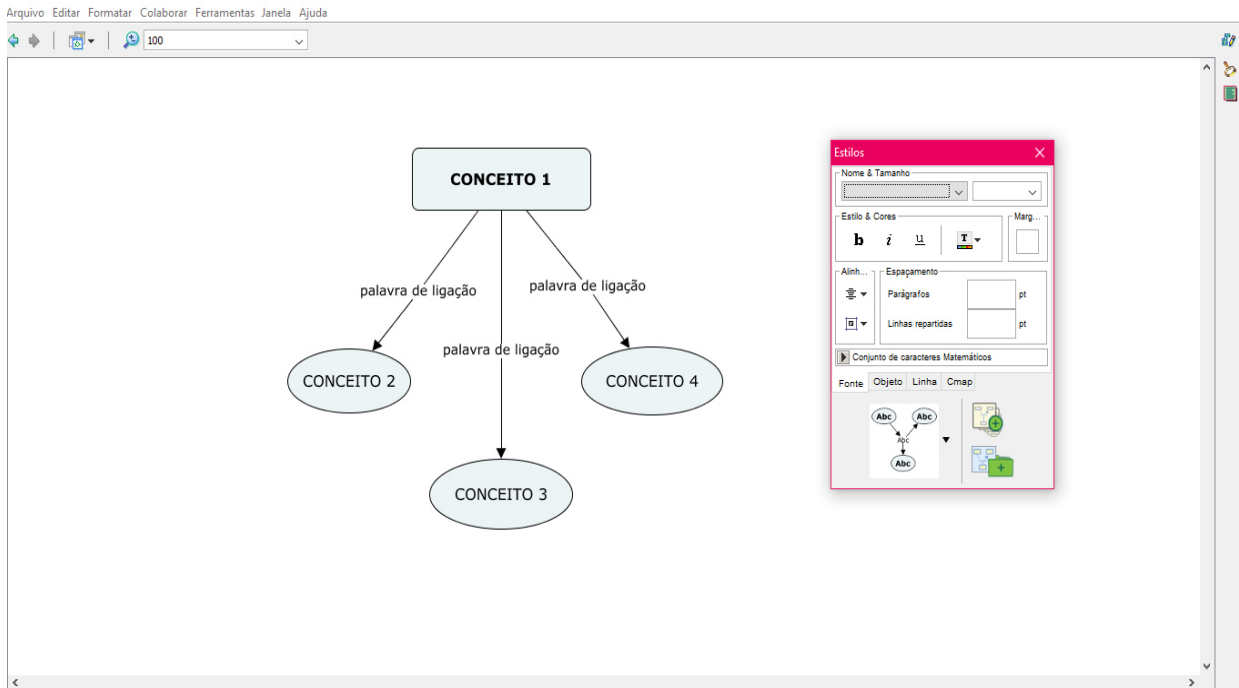 Arquivo Editar Formatar Colaborar Ferramentas Janela Ajuda
100
CONCEITO 1
palavra de ligação
palavra de ligação
palavra de ligação
CONCEITO 2
CONCEITO 4
CONCEITO 3
Estilos
Nome & Tamanho
Estilo & Cores
Marg...
b i u T
Alinh...
Espaçamento
Parágrafos pt
Linhas repartidas pt
Conjunto de caracteres Matemáticos
Fonte Objeto Linha Cmap
Abc Abc
Abc
Abc